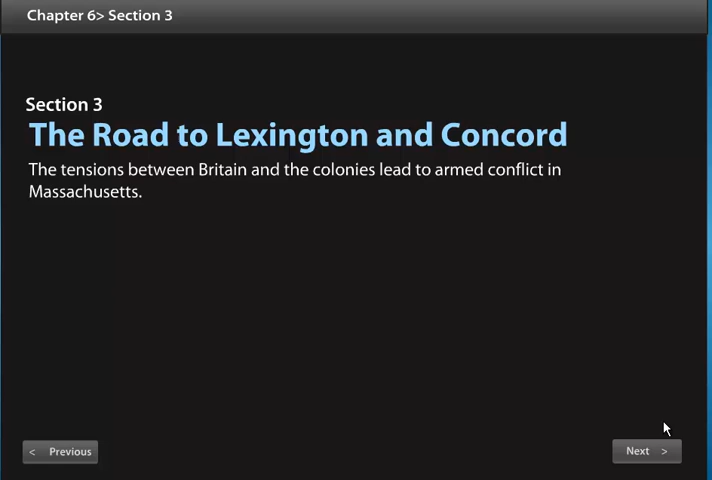 Chapter 6> Section 3
Section 3
The Road to Lexington and Concord
The tensions between Britain and the colonies lead to armed conflict in
Massachusetts.
< Previous
Next >